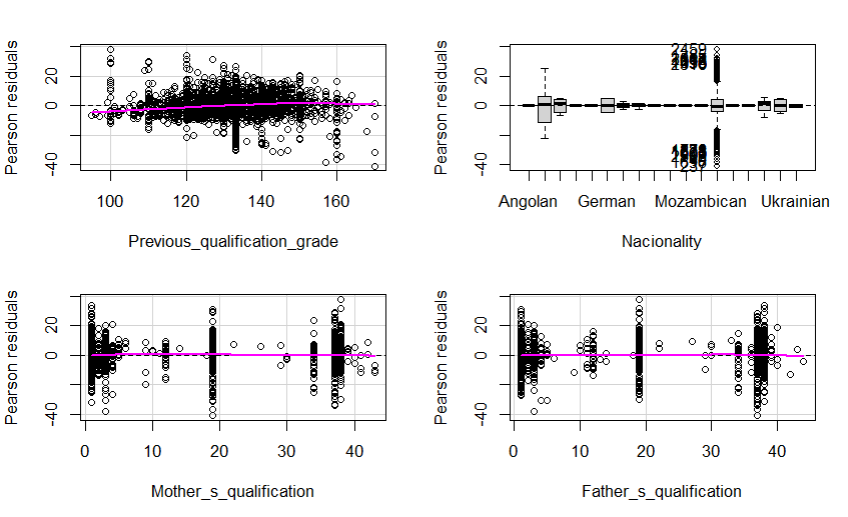 Pearson residuals
20
0
-40
100
120
140
160
Previous_qualification_grade
Pearson residuals
20
0
-40
2459
237
Angolan
German
Mozambican
Ukrainian
Nacionality
Pearson residuals
20
0
-40
0
10
20
30
40
Mother_s_qualification
Pearson residuals
20
0
-40
0
10
20
30
40
Father_s_qualification